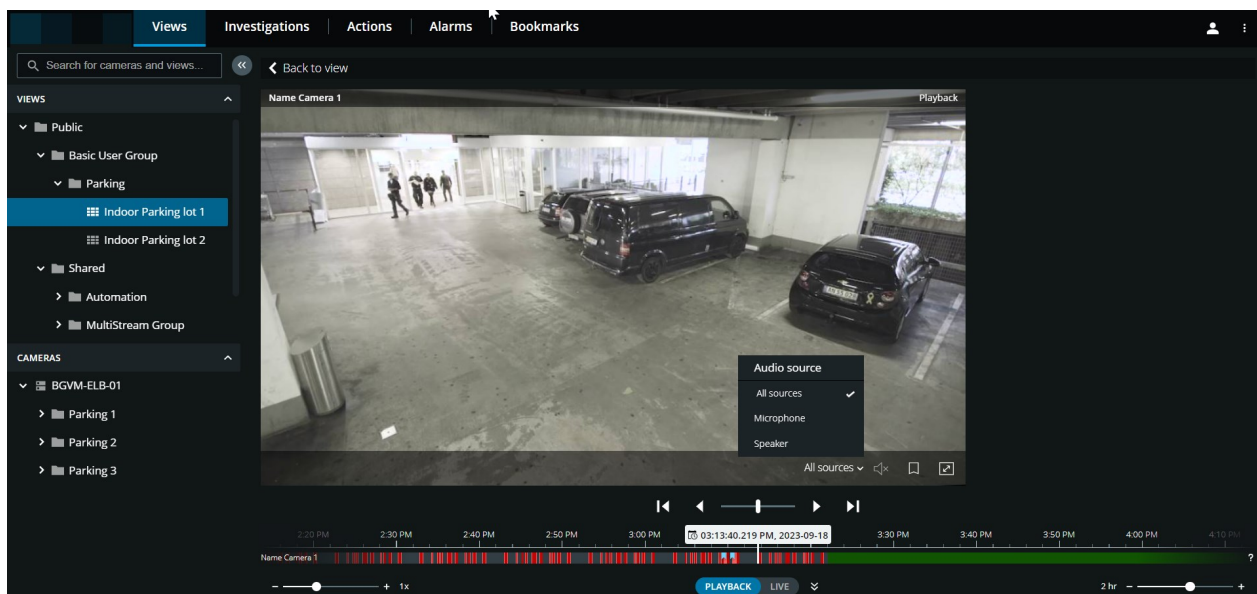 Views Investigations Actions Alarms Bookmarks
Search for cameras and views...
Back to view
VIEWS
Name Camera 1 Playback
Public
Basic User Group
Parking
Indoor Parking lot 1
Indoor Parking lot 2
Shared
Automation
MultiStream Group
CAMERAS
BGVM-ELB-01
Parking 1
Parking 2
Parking 3
Audio source
All sources
Microphone
Speaker
All sources
2:20 PM 2:30 PM 2:40 PM 2:50 PM 3:00 PM 03:13:40.219 PM, 2023-09-18 3:30 PM 3:40 PM 3:50 PM 4:00 PM 4:10 PM
Name Camera 1 ?
- + 1x PLAYBACK LIVE 2 hr - +